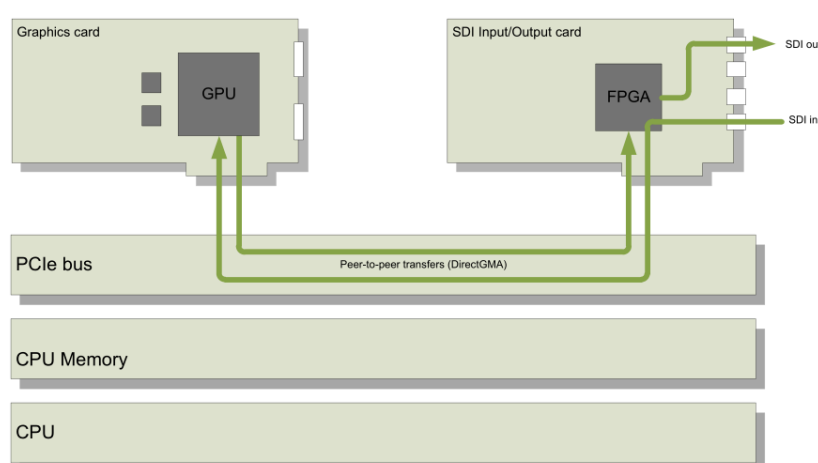 Graphics card
SDI Input/Output card
SDI ou
GPU
FPGA
SDI in
PCIe bus
Peer-to-peer transfers (DirectGMA)
CPU Memory
CPU